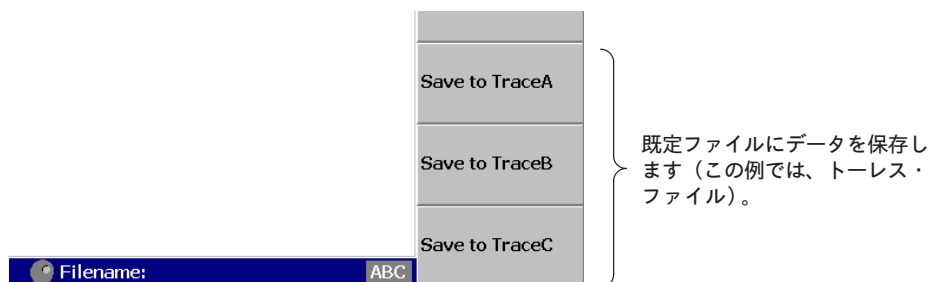 Save to TraceA
Save to TraceB
Save to TraceC
既定ファイルにデータを保存し
ます（この例では、トーレス・
ファイル）。
Filename:
ABC